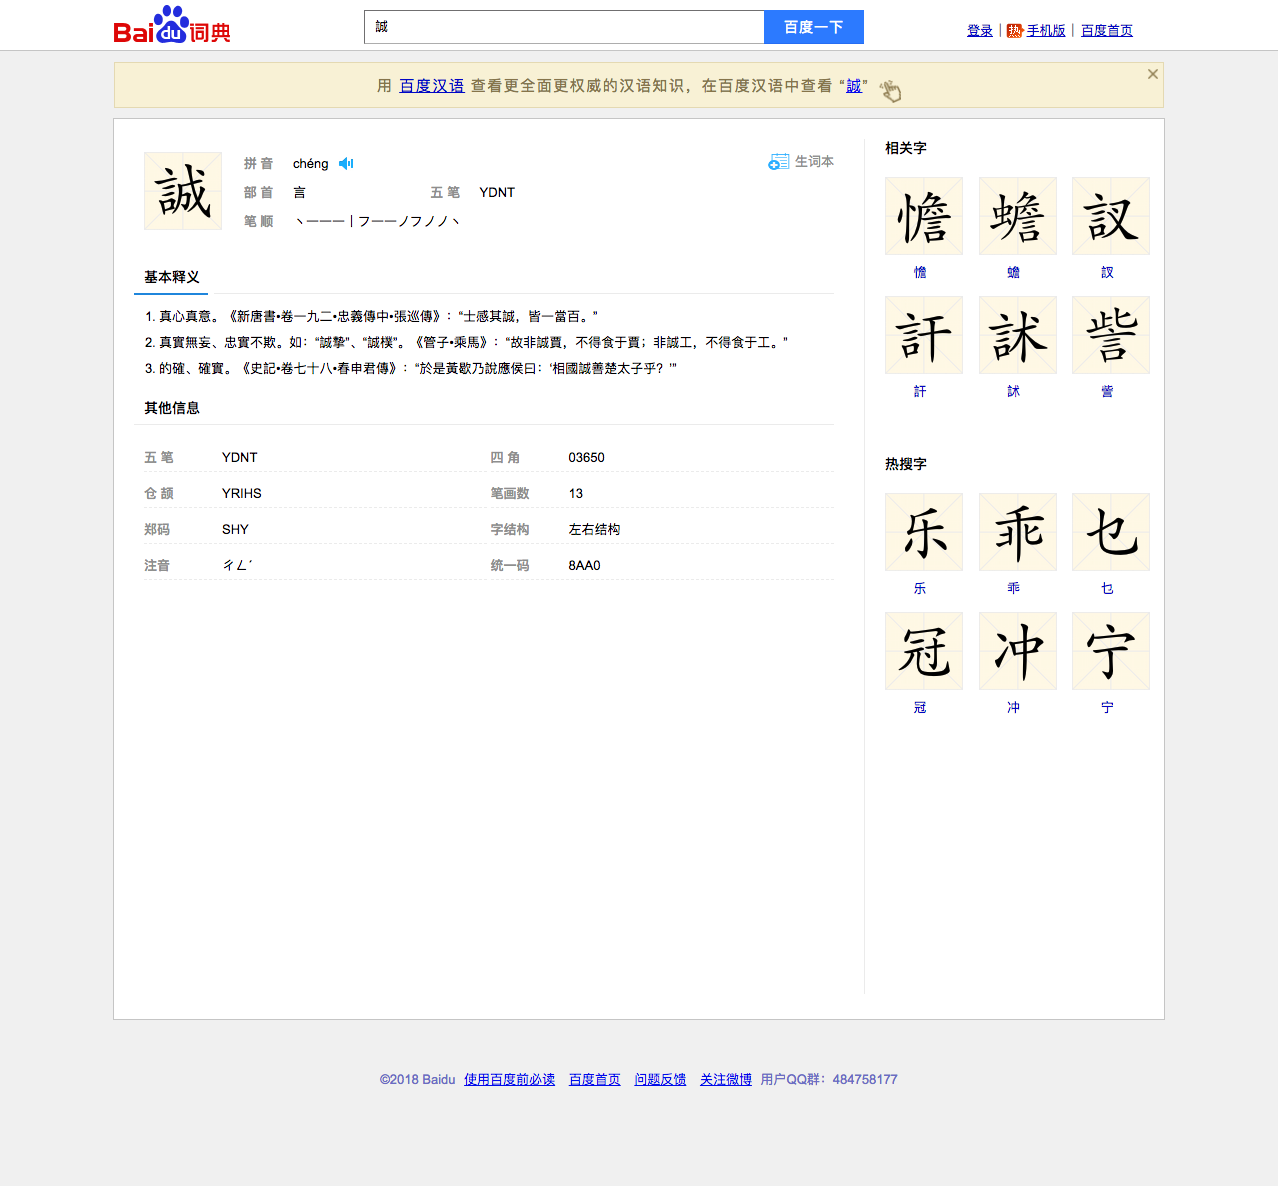 Baidu词典
誠
百度一下
登录 | 热 手机版 | 百度首页
用 百度汉语 查看更全面更权威的汉语知识，在百度汉语中查看 “誠”
誠
拼 音 chéng
生词本
部 首 言 五 笔 YDNT
笔 顺 丶一一一丨フ一一ノフノノ丶
基本释义
1. 真心真意。《新唐書•卷一九二•忠義傳中•張巡傳》：“士感其誠，皆一當百。”
2. 真實無妄、忠實不欺。如：“誠摯”、“誠樸”。《管子•乘馬》：“故非誠賈，不得食于賈；非誠工，不得食于工。”
3. 的確、確實。《史記•卷七十八•春申君傳》：“於是黃歇乃說應侯曰：‘相國誠善楚太子乎？’”
其他信息
五 笔 YDNT 四 角 03650
仓 颉 YRIHS 笔画数 13
郑码 SHY 字结构 左右结构
注音 ㄔㄥˊ 统一码 8AA0
相关字
憺 蟾 訍
憺 蟾 訍
訐 訹 訾
訐 訹 訾
热搜字
乐 乖 乜
乐 乖 乜
冠 冲 宁
冠 冲 宁
©2018 Baidu 使用百度前必读 百度首页 问题反馈 关注微博 用户QQ群：484758177